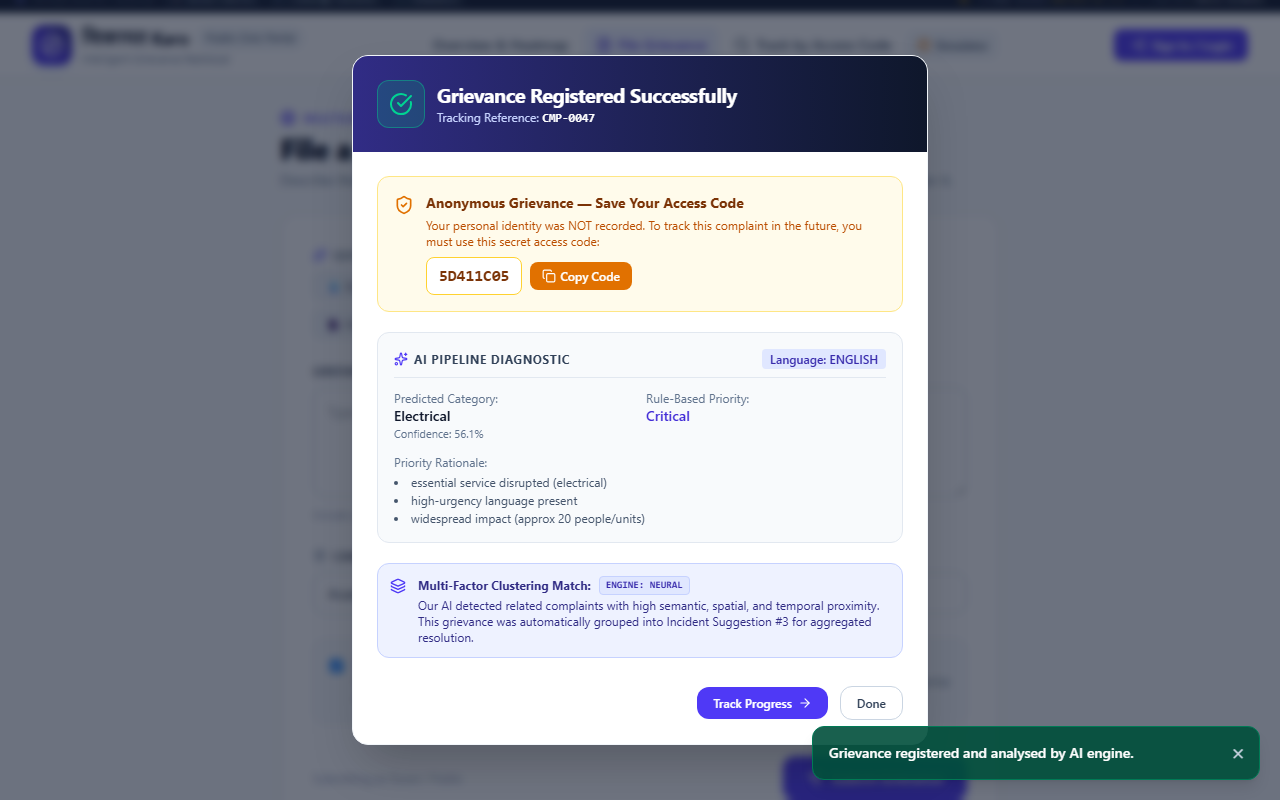 Grievance Registered Successfully
Tracking Reference: CMP-0047
Anonymous Grievance — Save Your Access Code
Your personal identity was NOT recorded. To track this complaint in the future, you
must use this secret access code:
5D411C05
Copy Code
AI PIPELINE DIAGNOSTIC
Language: ENGLISH
Predicted Category:
Rule-Based Priority:
Electrical
Critical
Confidence: 56.1%
Priority Rationale:
• essential service disrupted (electrical)
• high-urgency language present
• widespread impact (approx 20 people/units)
Multi-Factor Clustering Match: ENGINE: NEURAL
Our AI detected related complaints with high semantic, spatial, and temporal proximity.
This grievance was automatically grouped into Incident Suggestion #3 for aggregated
resolution.
Track Progress →
Done
Grievance registered and analysed by AI engine.
File a